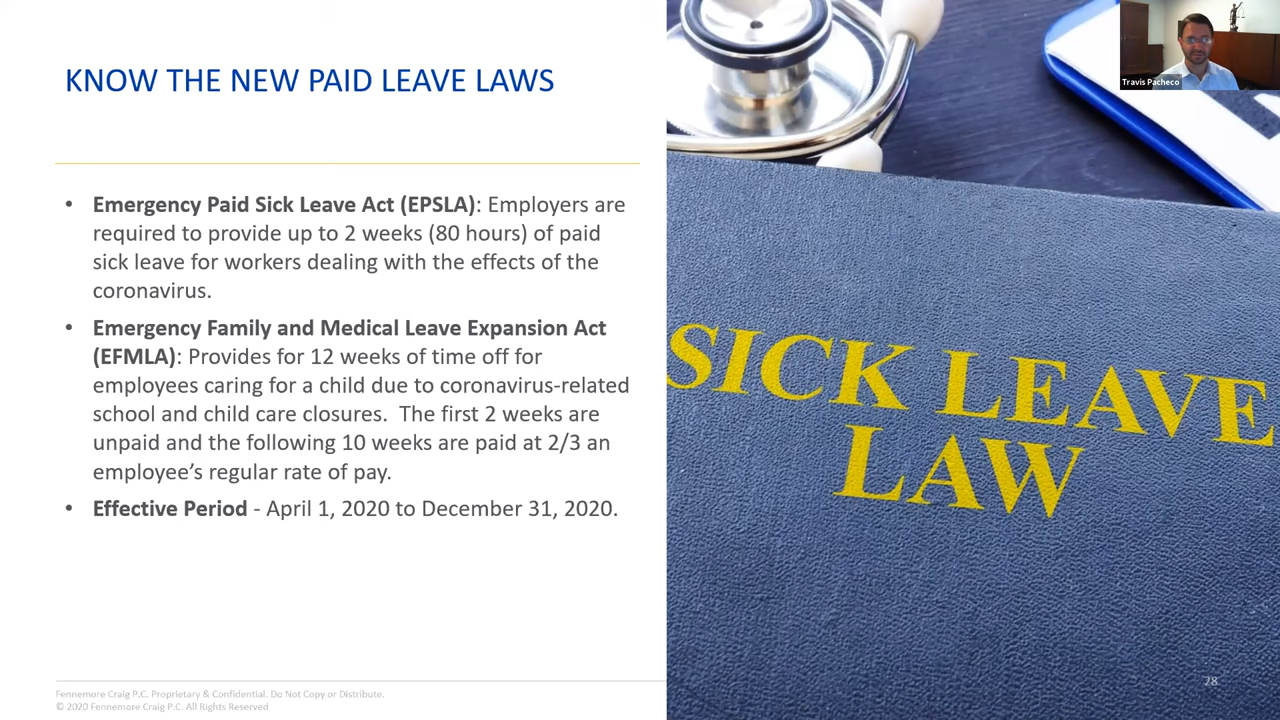 KNOW THE NEW PAID LEAVE LAWS
• Emergency Paid Sick Leave Act (EPSLA): Employers are
required to provide up to 2 weeks (80 hours) of paid
sick leave for workers dealing with the effects of the
coronavirus.
• Emergency Family and Medical Leave Expansion Act
(EFMLA): Provides for 12 weeks of time off for
employees caring for a child due to coronavirus-related
school and child care closures.  The first 2 weeks are
unpaid and the following 10 weeks are paid at 2/3 an
employee’s regular rate of pay.
• Effective Period - April 1, 2020 to December 31, 2020.
Fennemore Craig P.C. Proprietary & Confidential. Do Not Copy or Distribute.
© 2020 Fennemore Craig P.C. All Rights Reserved
SICK LEAVE
LAW
Travis Pacheco
28